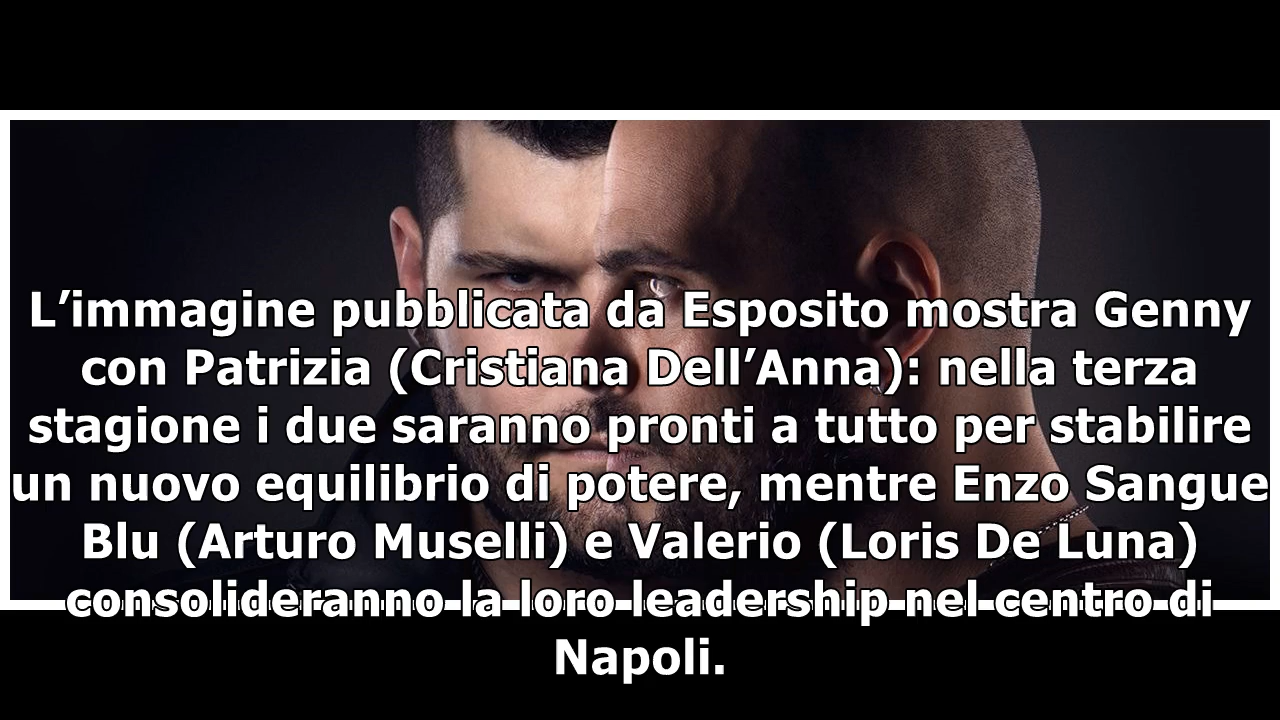 L’immagine pubblicata da Esposito mostra Genny
con Patrizia (Cristiana Dell’Anna): nella terza
stagione i due saranno pronti a tutto per stabilire
un nuovo equilibrio di potere, mentre Enzo Sangue
Blu (Arturo Muselli) e Valerio (Loris De Luna)
consolideranno la loro leadership nel centro di
Napoli.